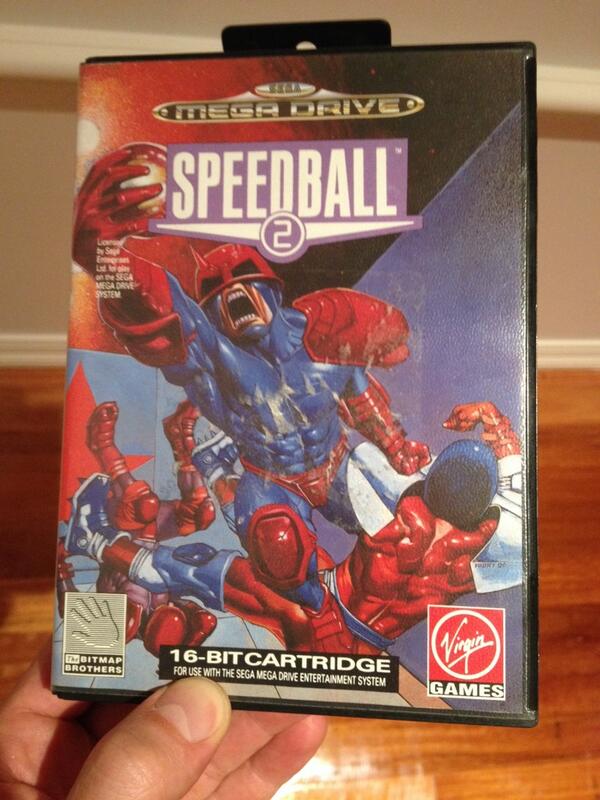 SEGA
MEGA DRIVE
SPEEDBALL™
2
Licensed
by Sega
Enterprises
Ltd. for play
on the SEGA
MEGA DRIVE
SYSTEM.
The BITMAP
BROTHERS
16-BIT CARTRIDGE
FOR USE WITH THE SEGA MEGA DRIVE ENTERTAINMENT SYSTEM
Virgin
GAMES